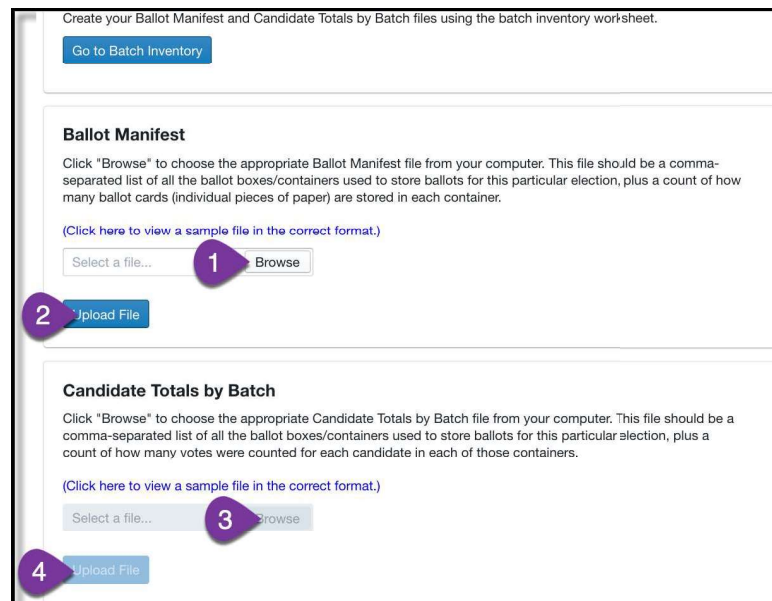 Create your Ballot Manifest and Candidate Totals by Batch files using the batch inventory worksheet.
Go to Batch Inventory
Ballot Manifest
Click "Browse" to choose the appropriate Ballot Manifest file from your computer. This file should be a comma-
separated list of all the ballot boxes/containers used to store ballots for this particular election, plus a count of how
many ballot cards (individual pieces of paper) are stored in each container.
(Click here to view a sample file in the correct format.)
Select a file... 1 Browse
2 Upload File
Candidate Totals by Batch
Click "Browse" to choose the appropriate Candidate Totals by Batch file from your computer. This file should be a
comma-separated list of all the ballot boxes/containers used to store ballots for this particular election, plus a
count of how many votes were counted for each candidate in each of those containers.
(Click here to view a sample file in the correct format.)
Select a file... 3 Browse
4 Upload File